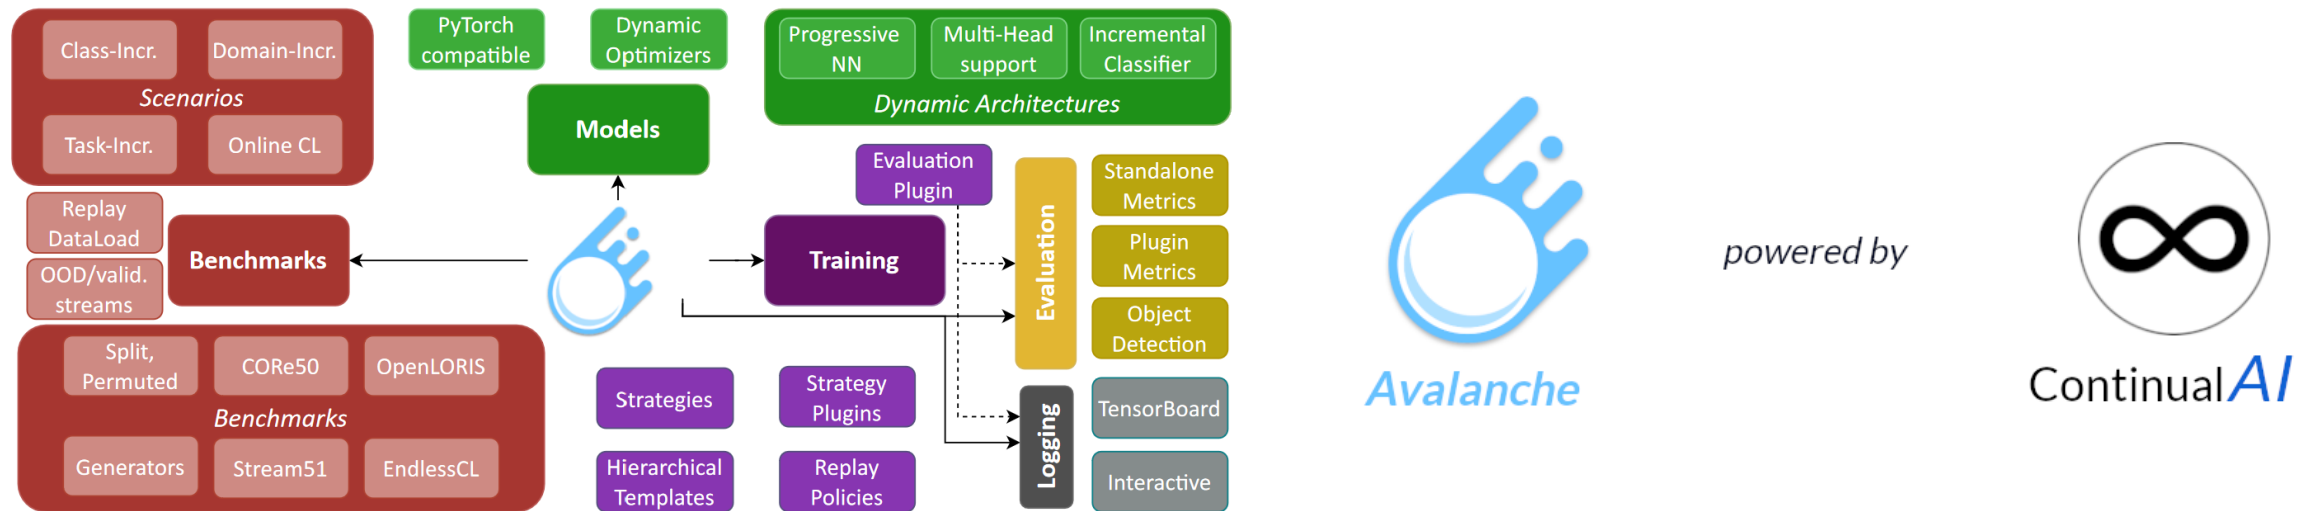 Class-Incr.
Domain-Incr.
Scenarios
Task-Incr.
Online CL
Replay
DataLoad
OOD/valid.
streams
Benchmarks
Split,
Permuted
CORe50
OpenLORIS
Benchmarks
Generators
Stream51
EndlessCL
PyTorch
compatible
Dynamic
Optimizers
Models
Progressive
NN
Multi-Head
support
Incremental
Classifier
Dynamic Architectures
Evaluation
Plugin
Training
Strategies
Strategy
Plugins
Hierarchical
Templates
Replay
Policies
Evaluation
Standalone
Metrics
Plugin
Metrics
Object
Detection
Logging
TensorBoard
Interactive
Avalanche
powered by
ContinualAI